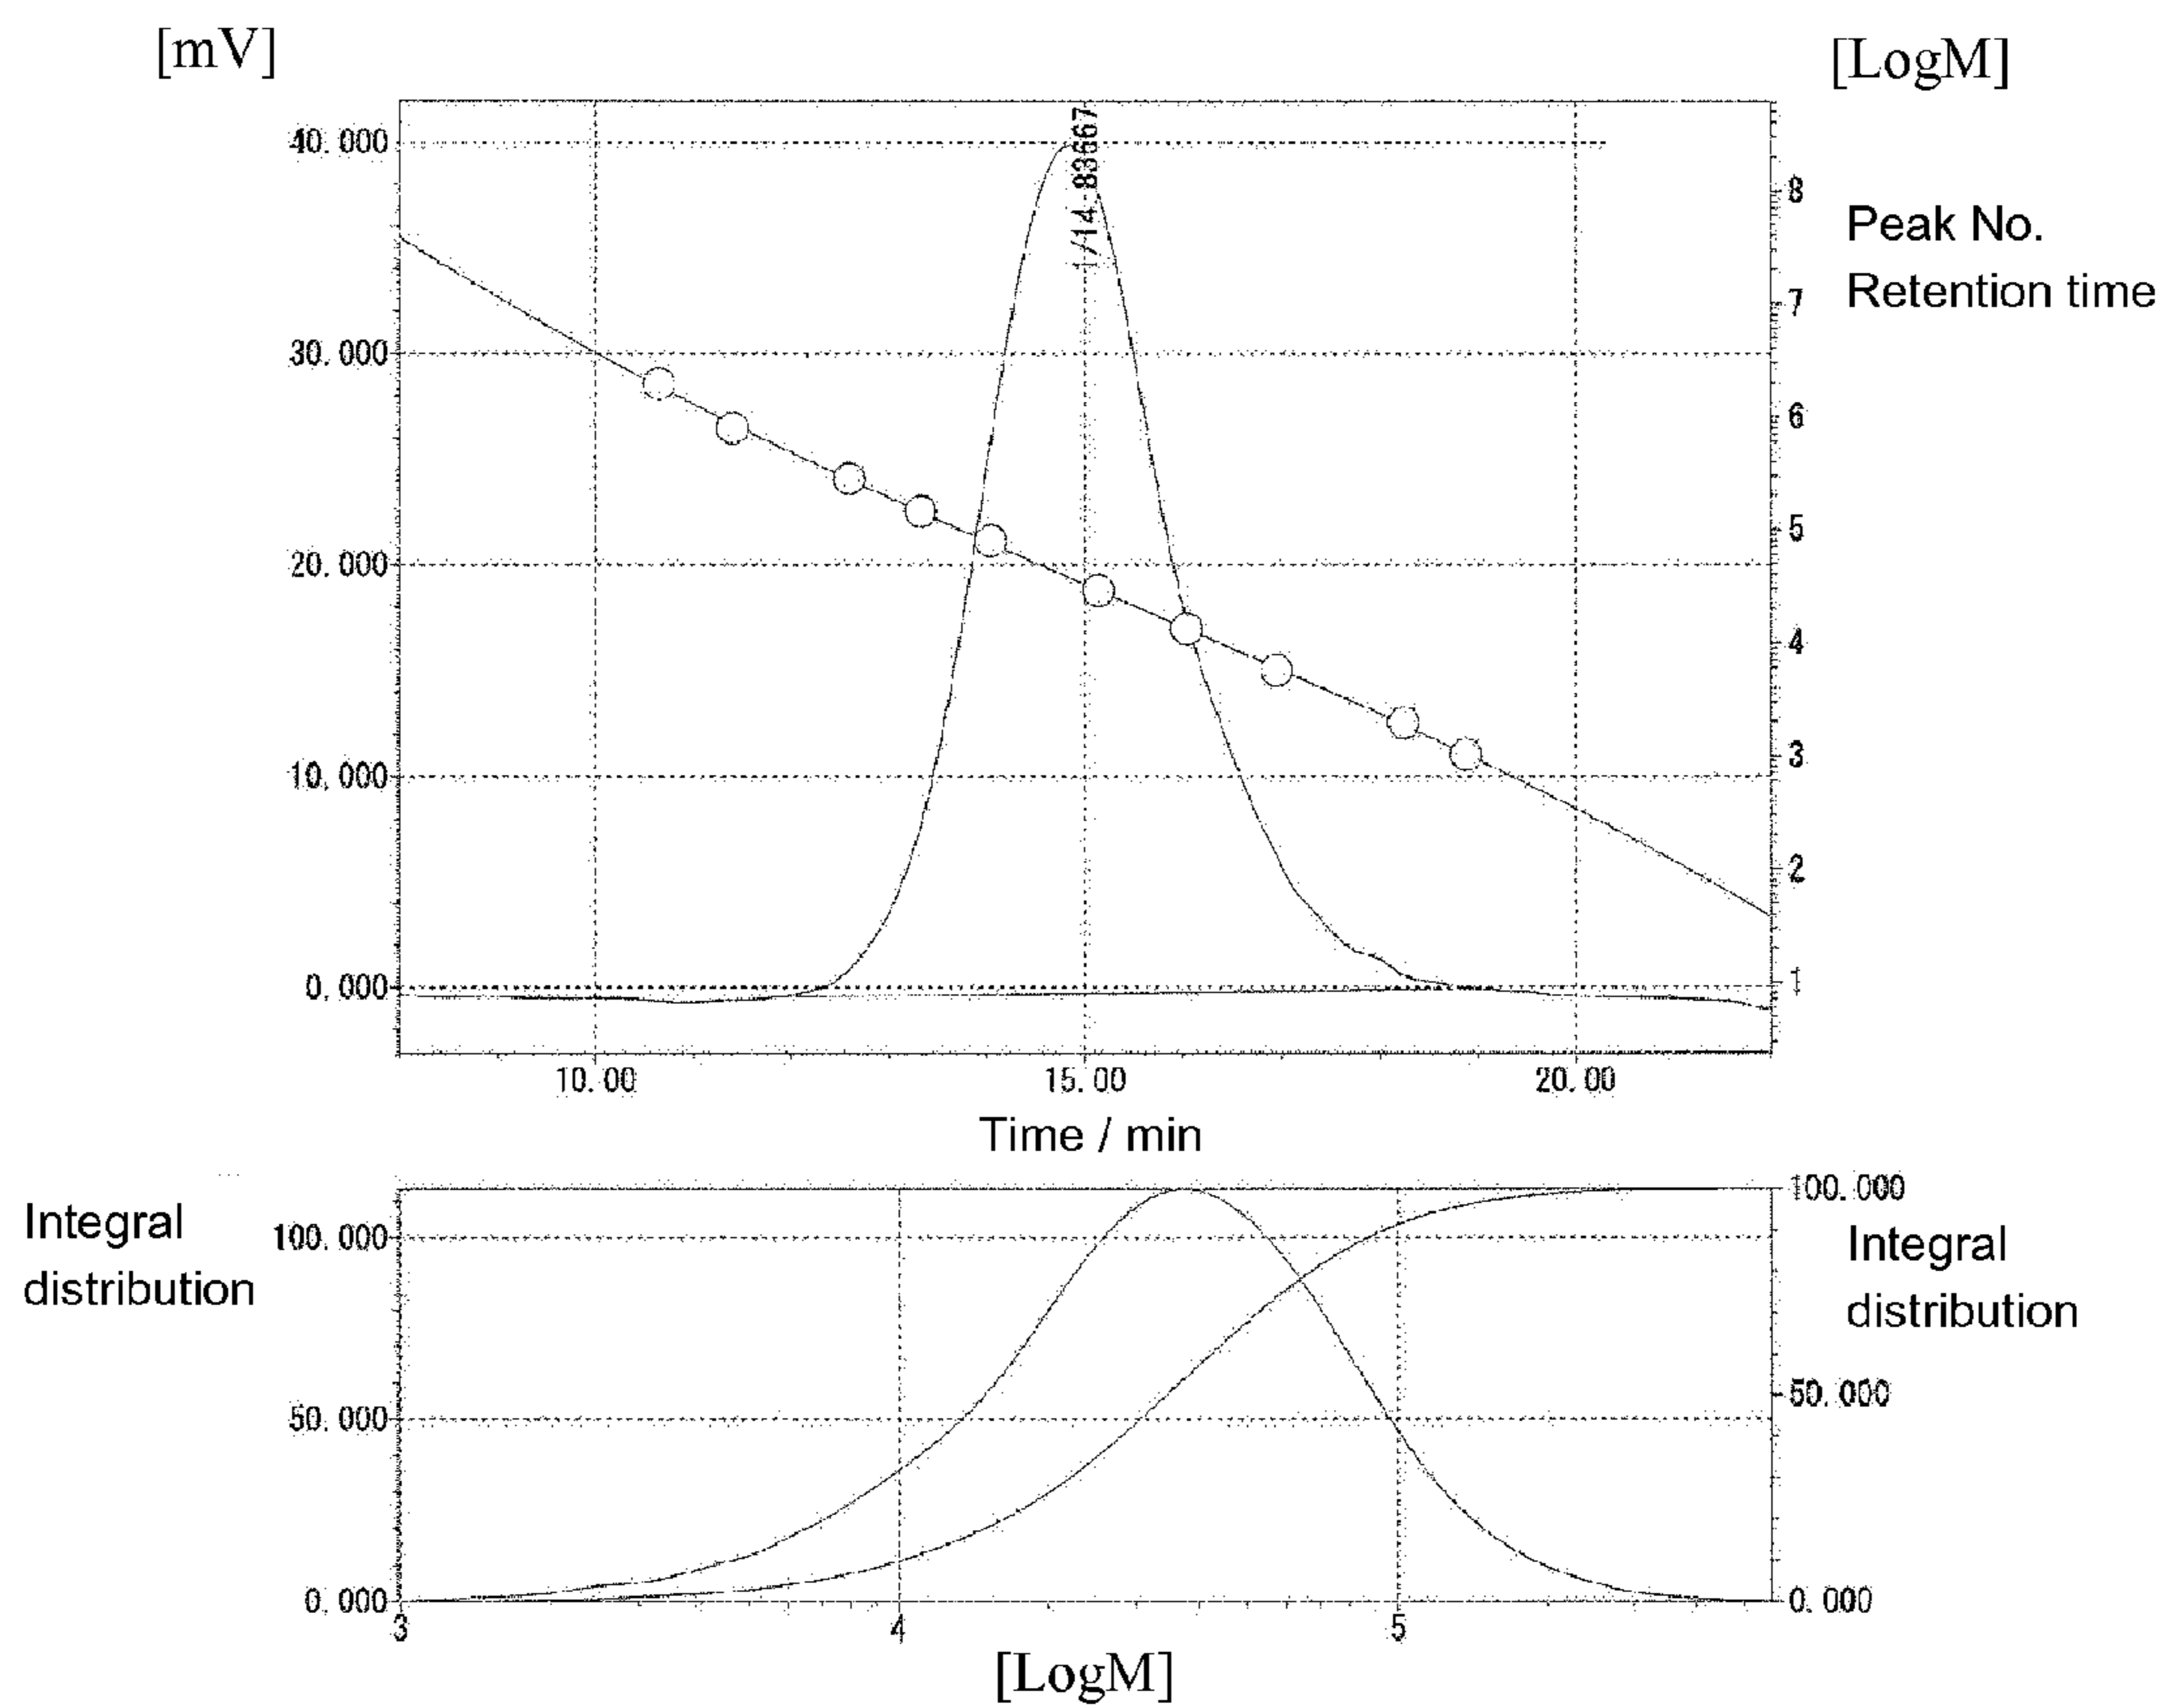 [mV]
[LogM]
40.000
1/14.83667
8
Peak No.
Retention time
7
30.000
6
5
20.000
4
3
10.000
2
0.000
1
10.00
15.00
20.00
Time / min
100.000
Integral
distribution
100.000
Integral
distribution
50.000
50.000
0.000
0.000
3
4
5
[LogM]